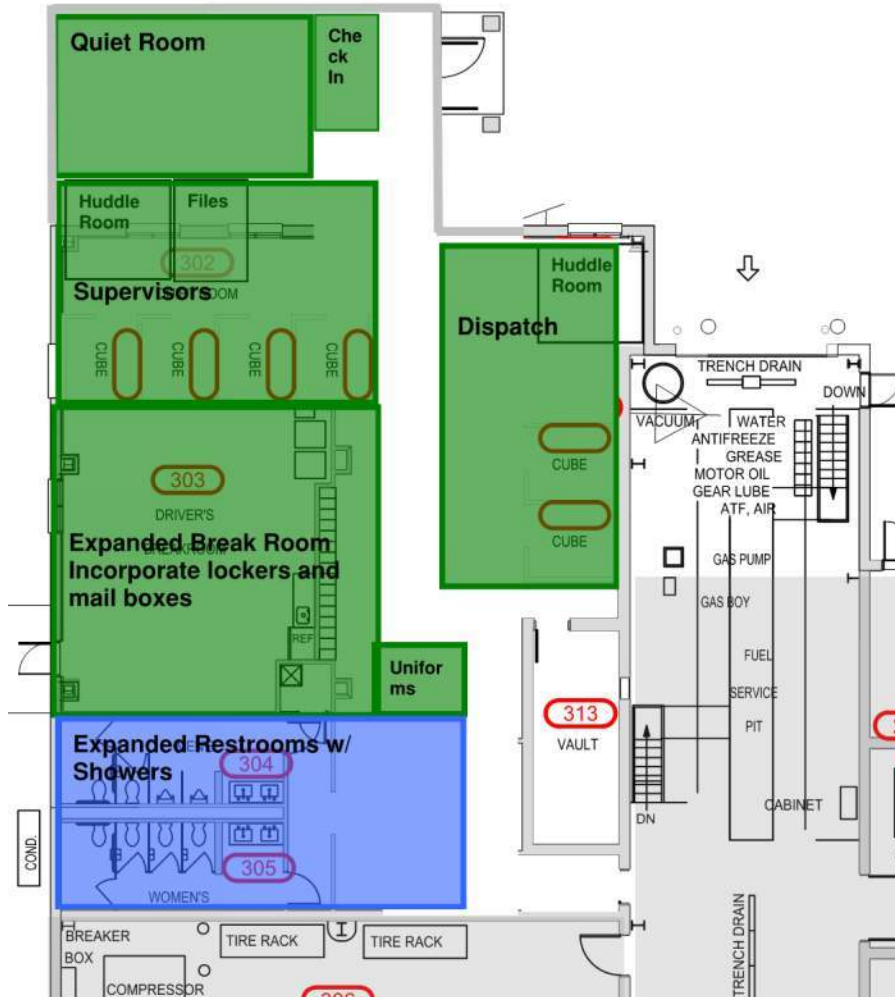 Quiet Room
Che
ck
In
Huddle
Room
Files
302
Supervisors
OOM
CUBE
CUBE
CUBE
CUBE
Huddle
Room
Dispatch
CUBE
CUBE
303
DRIVER'S
BREAKROOM
Expanded Break Room
Incorporate lockers and
mail boxes
REF
Unifor
ms
Expanded Restrooms w/
Showers
304
305
WOMEN'S
COND.
313
VAULT
TRENCH DRAIN
DOWN
VACUUM
WATER
ANTIFREEZE
GREASE
MOTOR OIL
GEAR LUBE
ATF, AIR
GAS PUMP
GAS BOY
FUEL
SERVICE
PIT
CABINET
DN
TRENCH DRAIN
BREAKER
BOX
TIRE RACK
I
TIRE RACK
COMPRESSOR